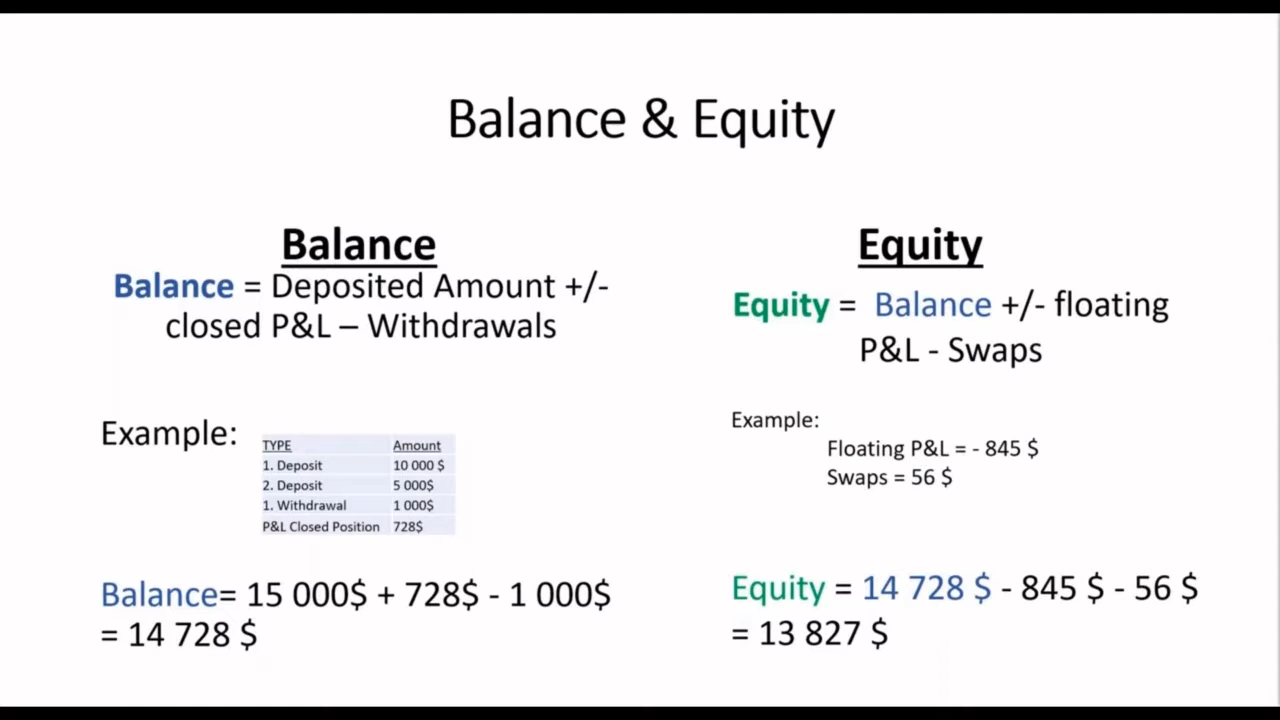 Balance & Equity
Balance
Balance = Deposited Amount +/-
closed P&L – Withdrawals
Example:
TYPE Amount
1. Deposit 10 000 $
2. Deposit 5 000$
1. Withdrawal 1 000$
P&L Closed Position 728$
Balance= 15 000$ + 728$ - 1 000$
= 14 728 $
Equity
Equity = Balance +/- floating
P&L - Swaps
Example:
Floating P&L = - 845 $
Swaps = 56 $
Equity = 14 728 $ - 845 $ - 56 $
= 13 827 $